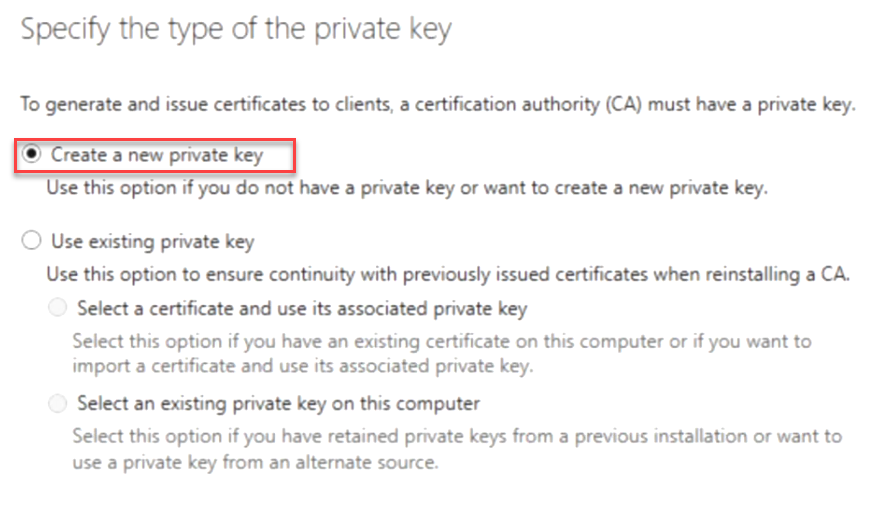 Specify the type of the private key
To generate and issue certificates to clients, a certification authority (CA) must have a private key.
Create a new private key
Use this option if you do not have a private key or want to create a new private key.
Use existing private key
Use this option to ensure continuity with previously issued certificates when reinstalling a CA.
Select a certificate and use its associated private key
Select this option if you have an existing certificate on this computer or if you want to
import a certificate and use its associated private key.
Select an existing private key on this computer
Select this option if you have retained private keys from a previous installation or want to
use a private key from an alternate source.